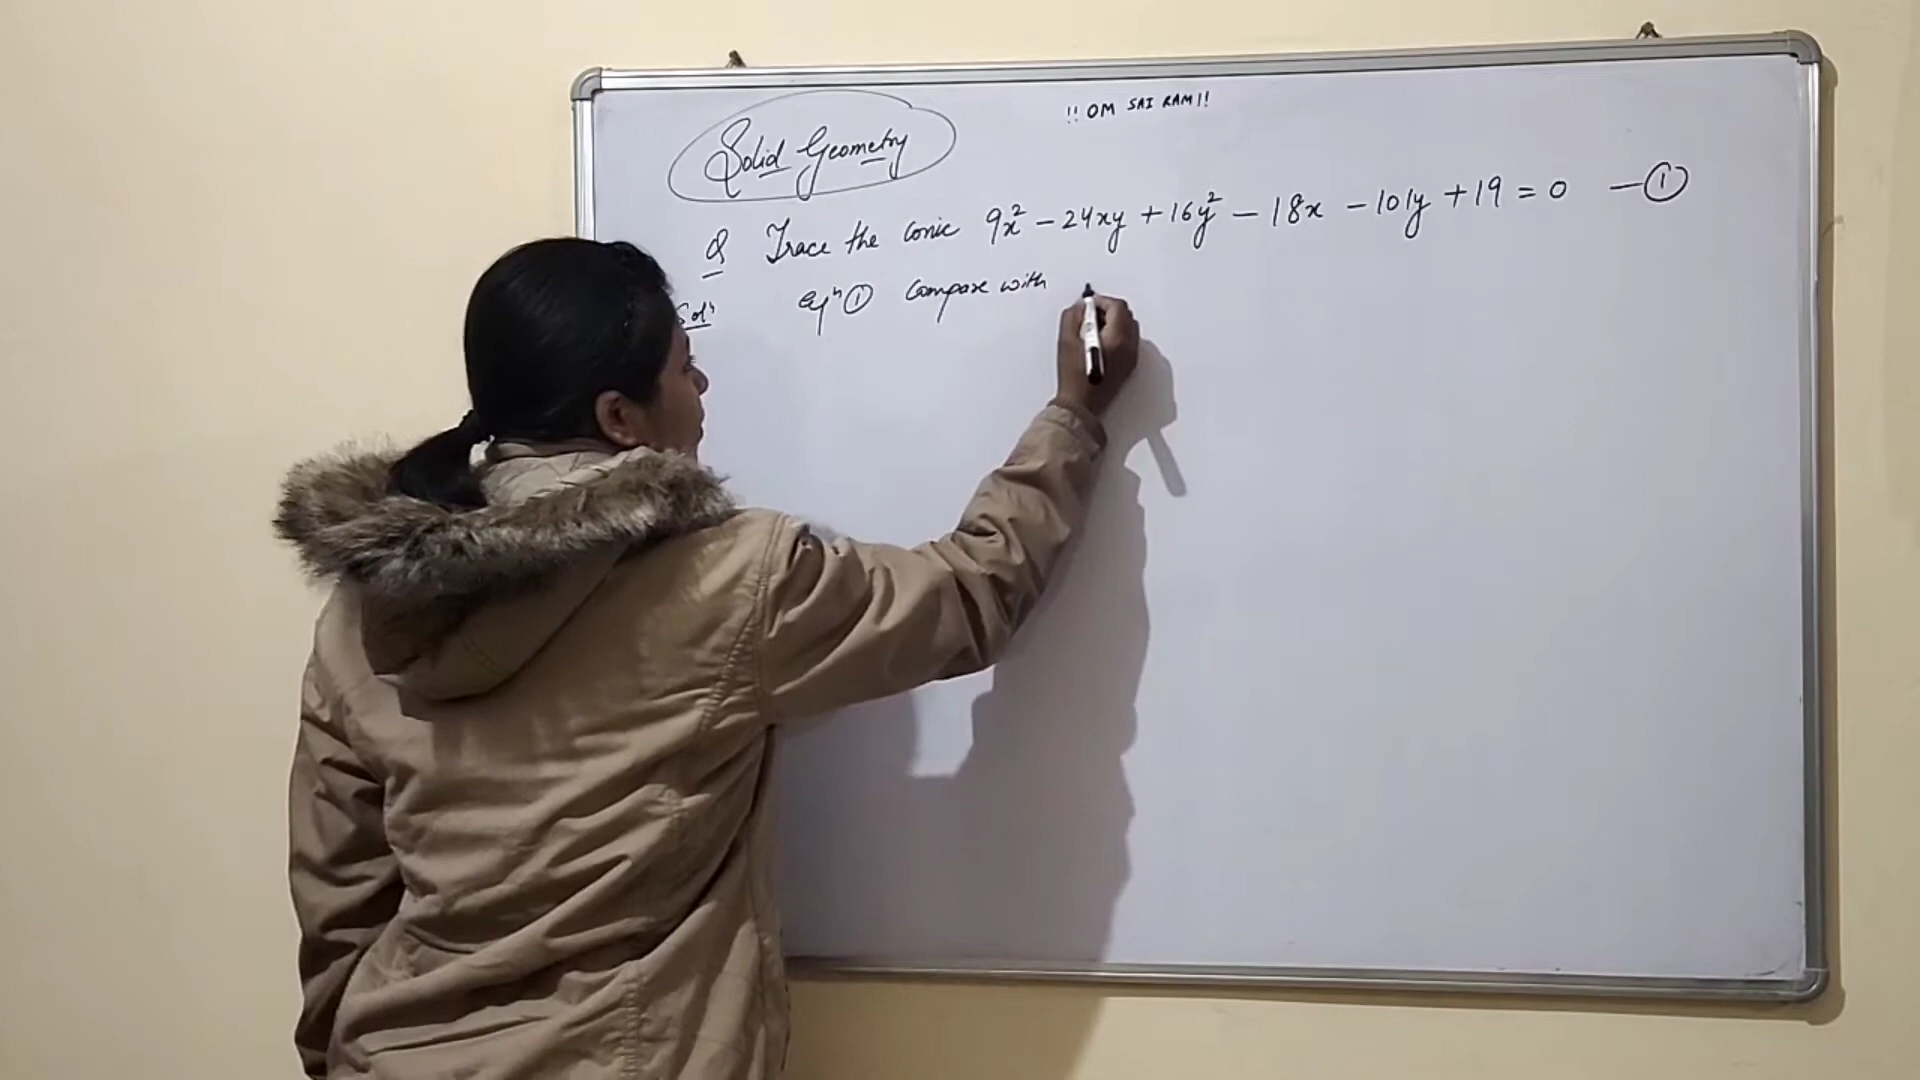 !! OM SAI RAM !!
Solid Geometry
Q Trace the conic 9x² - 24xy + 16y² - 18x - 101y + 19 = 0 - ①
Solⁿ eqⁿ ① Compare with